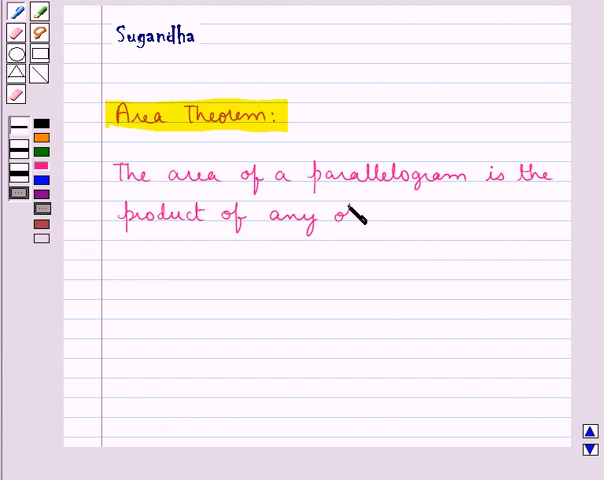 Sugandha
Area Theorem:
The area of a parallelogram is the
product of any o